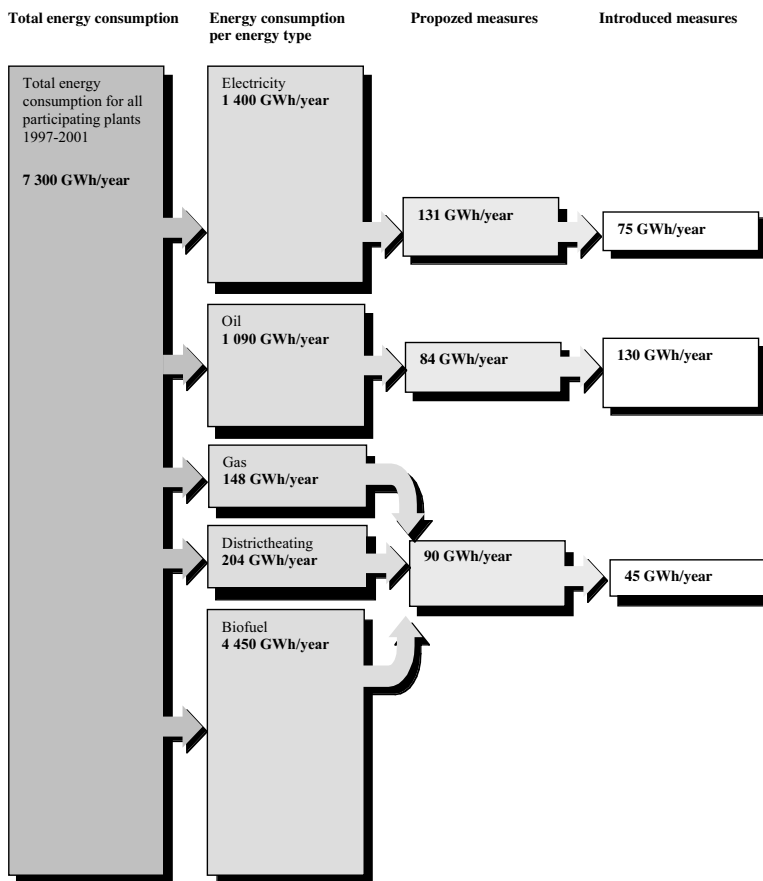 Total energy consumption
Energy consumption
per energy type
Propozed measures
Introduced measures
Total energy
consumption for all
participating plants
1997-2001
7 300 GWh/year
Electricity
1 400 GWh/year
131 GWh/year
75 GWh/year
Oil
1 090 GWh/year
84 GWh/year
130 GWh/year
Gas
148 GWh/year
Districtheating
204 GWh/year
90 GWh/year
45 GWh/year
Biofuel
4 450 GWh/year